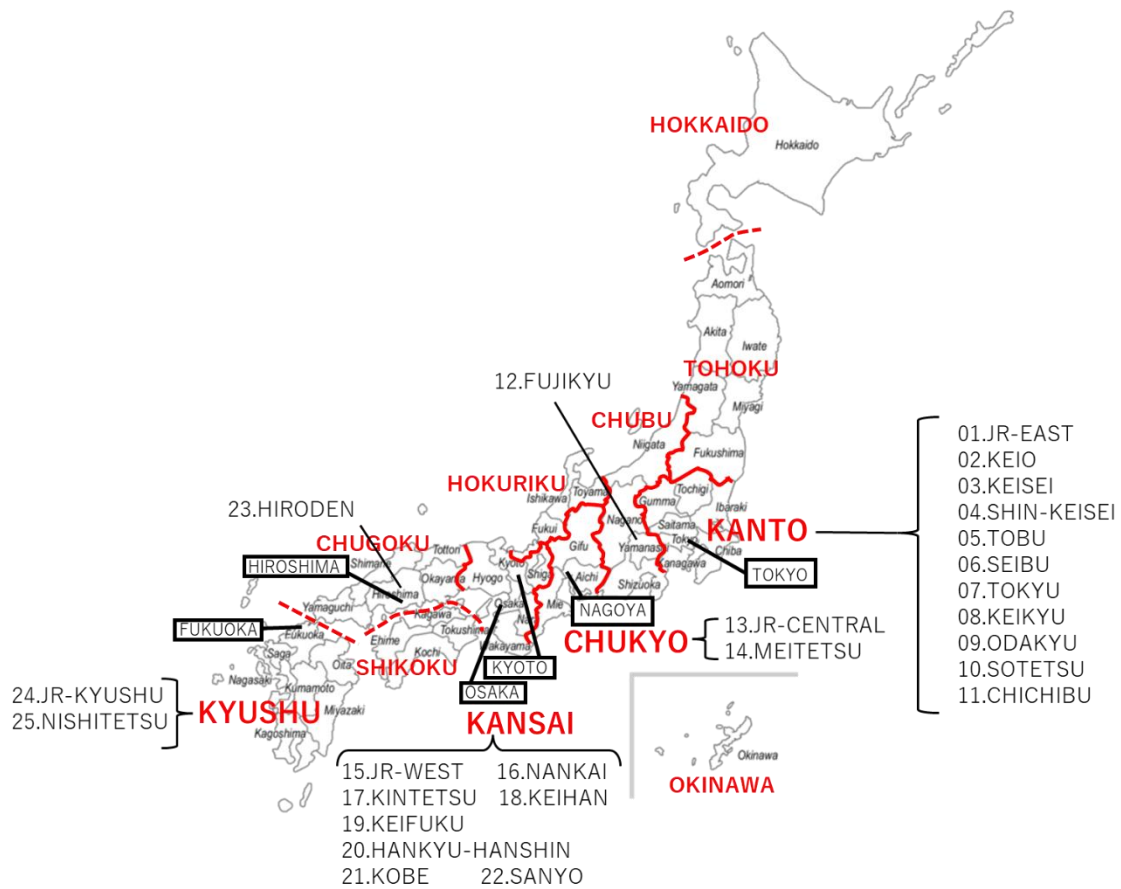 HOKKAIDO
Hokkaido
Aomori
Akita
Iwate
TOHOKU
Yamagata
Miyagi
12.FUJIKYU
CHUBU
Niigata
Fukushima
01.JR-EAST
02.KEIO
03.KEISEI
04.SHIN-KEISEI
05.TOBU
06.SEIBU
07.TOKYU
08.KEIKYU
09.ODAKYU
10.SOTETSU
11.CHICHIBU
HOKURIKU
Ishikawa
Toyama
Tochigi
Gumma
Ibaraki
KANTO
Nagano
Saitama
Tokyo
Chiba
Kanagawa
TOKYO
Fukui
Gifu
Yamanashi
23.HIRODEN
CHUGOKU
Tottori
Shimane
HIROSHIMA
Okayama
Hyogo
Kyoto
Shiga
Aichi
Shizuoka
NAGOYA
Hiroshima
Yamaguchi
Kagawa
Osaka
Mie
FUKUOKA
Fukuoka
Ehime
Tokushima
Wakayama
CHUKYO
13.JR-CENTRAL
14.MEITETSU
Saga
Oita
Kochi
SHIKOKU
KYOTO
OSAKA
Nagasaki
Kumamoto
Miyazaki
Kagoshima
24.JR-KYUSHU
25.NISHITETSU
KYUSHU
KANSAI
15.JR-WEST 16.NANKAI
17.KINTETSU 18.KEIHAN
19.KEIFUKU
20.HANKYU-HANSHIN
21.KOBE 22.SANYO
Okinawa
OKINAWA